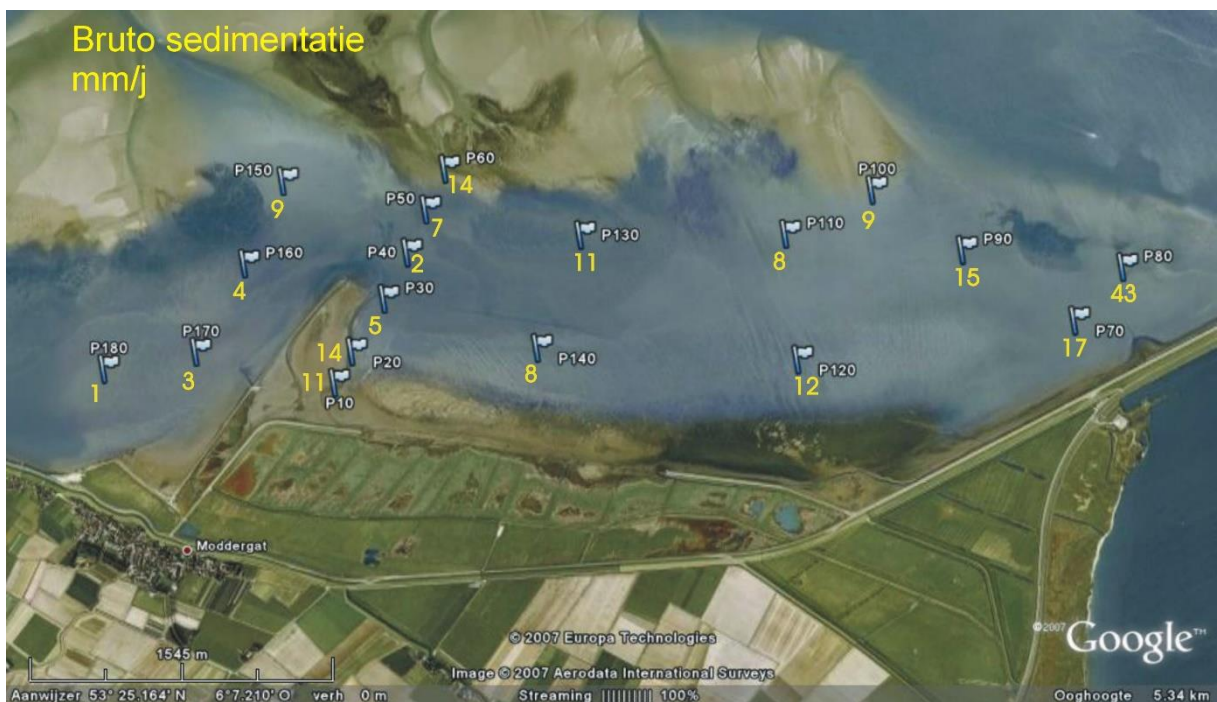 Bruto sedimentatie
mm/j
P60
14
P150
9
P50
7
P100
9
P130
11
P110
8
P90
15
P40
2
P160
4
P80
43
P30
5
P70
17
P170
3
P180
1
14
P20
P140
8
P120
12
11
P10
Moddergat
©2007 Google™
© 2007 Europa Technologies
1545 m
Image © 2007 Aerodata International Surveys
Aanwijzer 53° 25.164' N 6°7.210' O verh 0 m Streaming |||||||||| 100% Ooghoogte 5.34 km